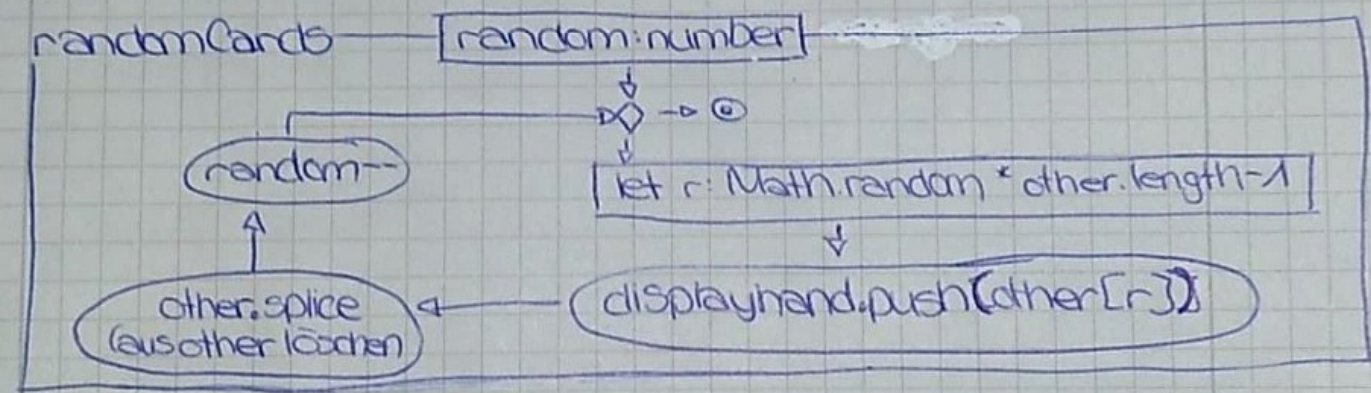 randomCards
random:number
let r: Math.random * other.length-1
displayhand.push(other[r])
other.splice
(aus other löschen)
random--